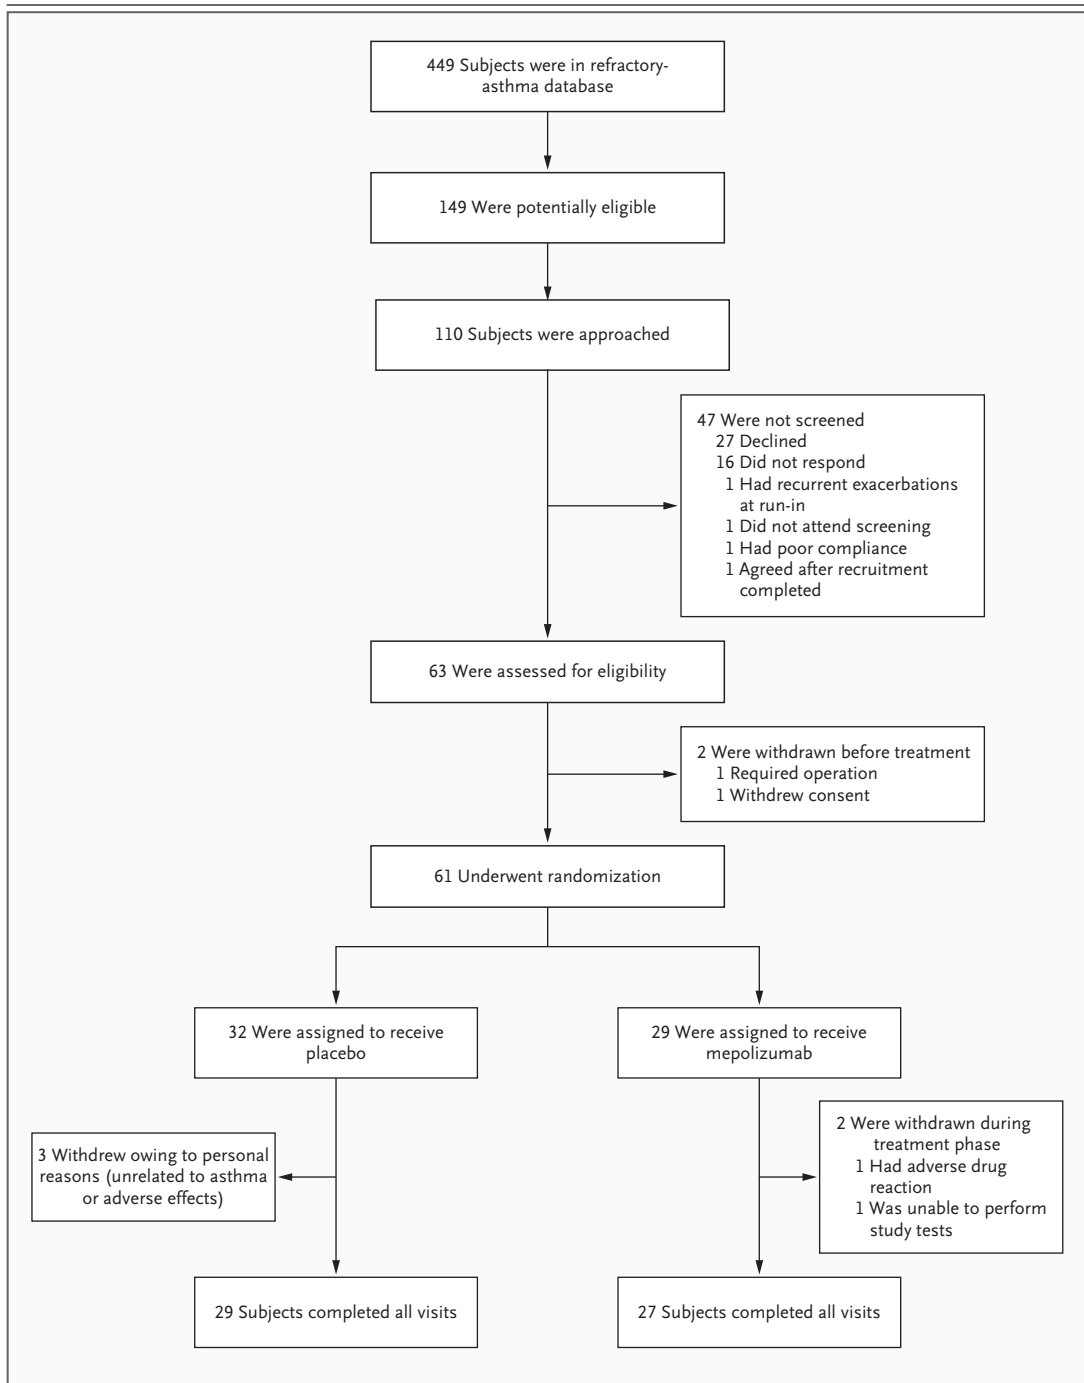 449 Subjects were in refractory-
asthma database
149 Were potentially eligible
110 Subjects were approached
47 Were not screened
27 Declined
16 Did not respond
1 Had recurrent exacerbations
at run-in
1 Did not attend screening
1 Had poor compliance
1 Agreed after recruitment
completed
63 Were assessed for eligibility
2 Were withdrawn before treatment
1 Required operation
1 Withdrew consent
61 Underwent randomization
32 Were assigned to receive
placebo
29 Were assigned to receive
mepolizumab
3 Withdrew owing to personal
reasons (unrelated to asthma
or adverse effects)
2 Were withdrawn during
treatment phase
1 Had adverse drug
reaction
1 Was unable to perform
study tests
29 Subjects completed all visits
27 Subjects completed all visits